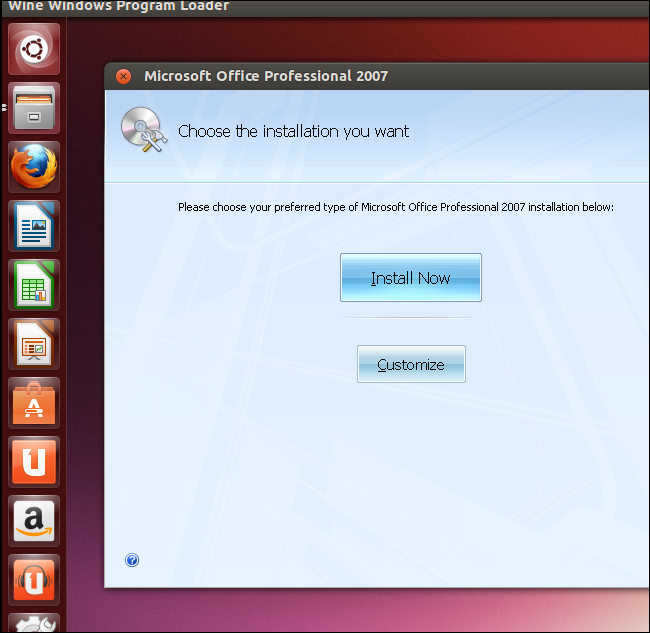 Wine Windows Program Loader
Microsoft Office Professional 2007
Choose the installation you want
Please choose your preferred type of Microsoft Office Professional 2007 installation below:
Install Now
Customize